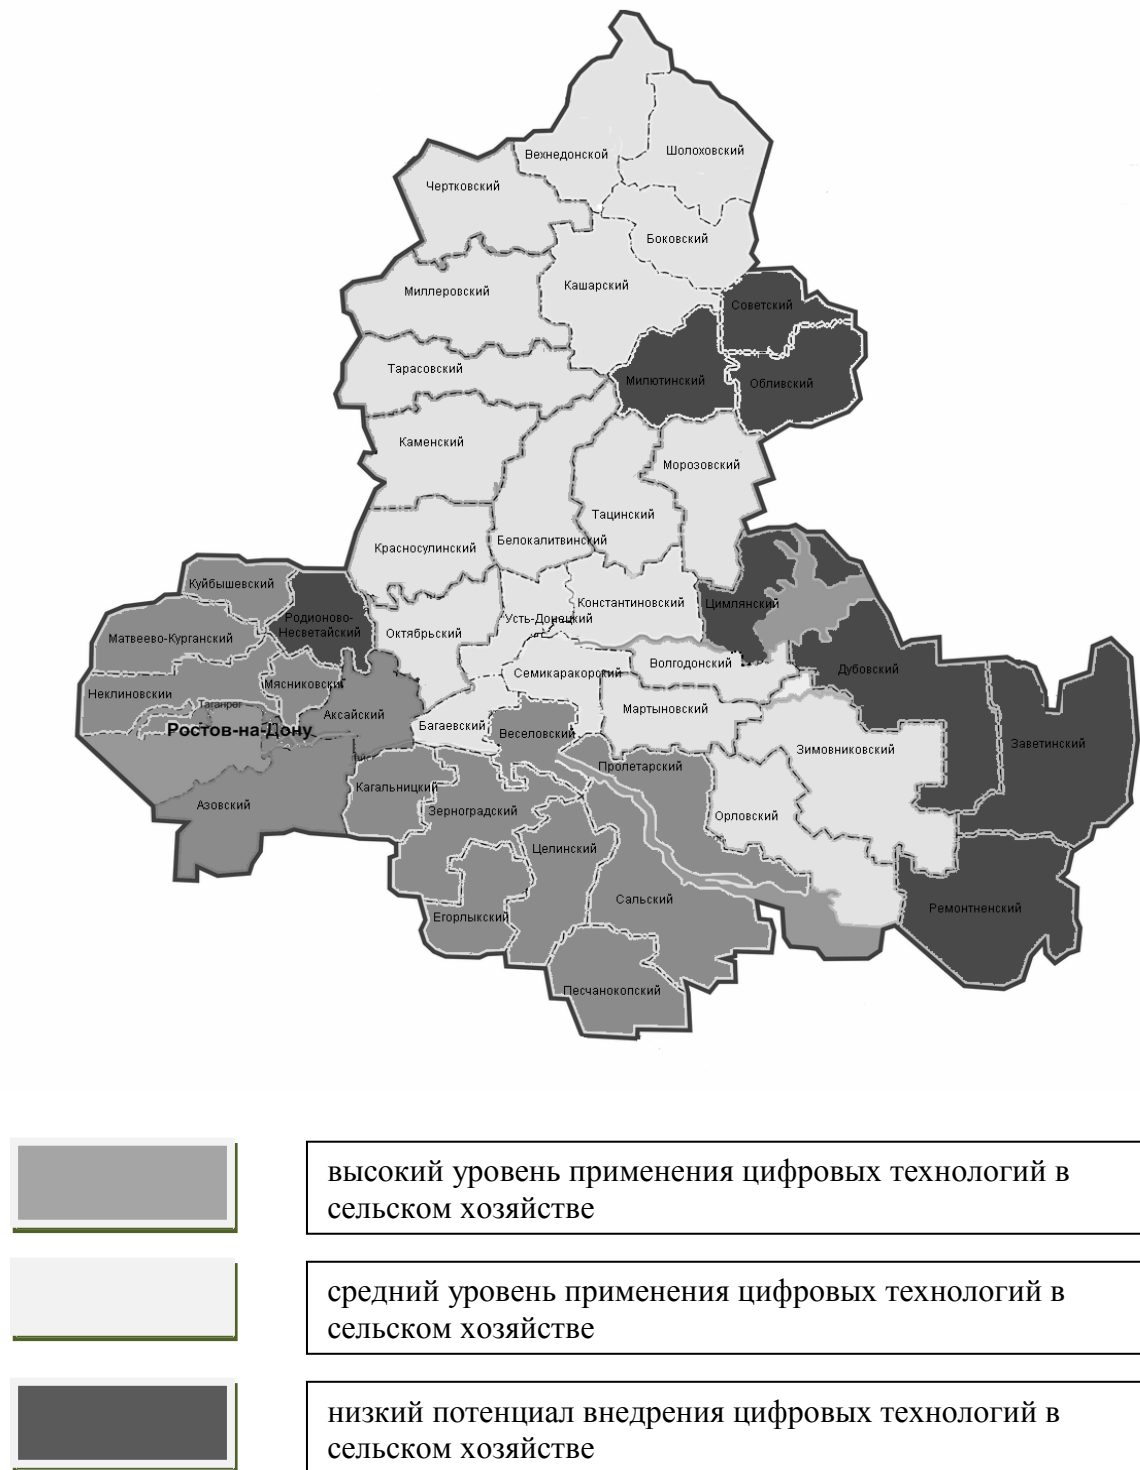 Вехнедонской
Шолоховский
Чертковский
Боковский
Миллеровский
Кашарский
Советский
Тарасовский
Милютинский
Обливский
Каменский
Морозовский
Тацинский
Красносулинский
Белокалитвинский
Куйбышевский
Константиновский
Цимлянский
Родионово-
Несветайский
Усть-Донецкий
Матвеево-Курганский
Октябрьский
Волгодонский
Дубовский
Семикаракорский
Мясниковский
Неклиновски
Таганрог
Аксайский
Мартыновский
Багаевский
Ростов-на-Дону
Веселовский
Зимовниковский
Заветинский
Пролетарский
Кагальницкий
Азовский
Зерноградский
Орловский
Целинский
Сальский
Егорлыкский
Ремонтненский
Песчанокопский
высокий уровень применения цифровых технологий в
сельском хозяйстве
средний уровень применения цифровых технологий в
сельском хозяйстве
низкий потенциал внедрения цифровых технологий в
сельском хозяйстве